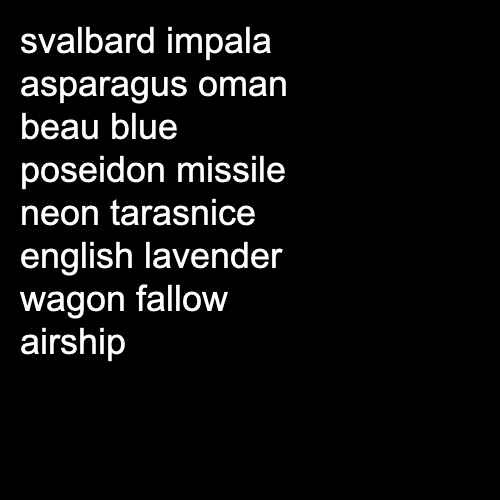 svalbard impala
asparagus oman
beau blue
poseidon missile
neon tarasnice
english lavender
wagon fallow
airship